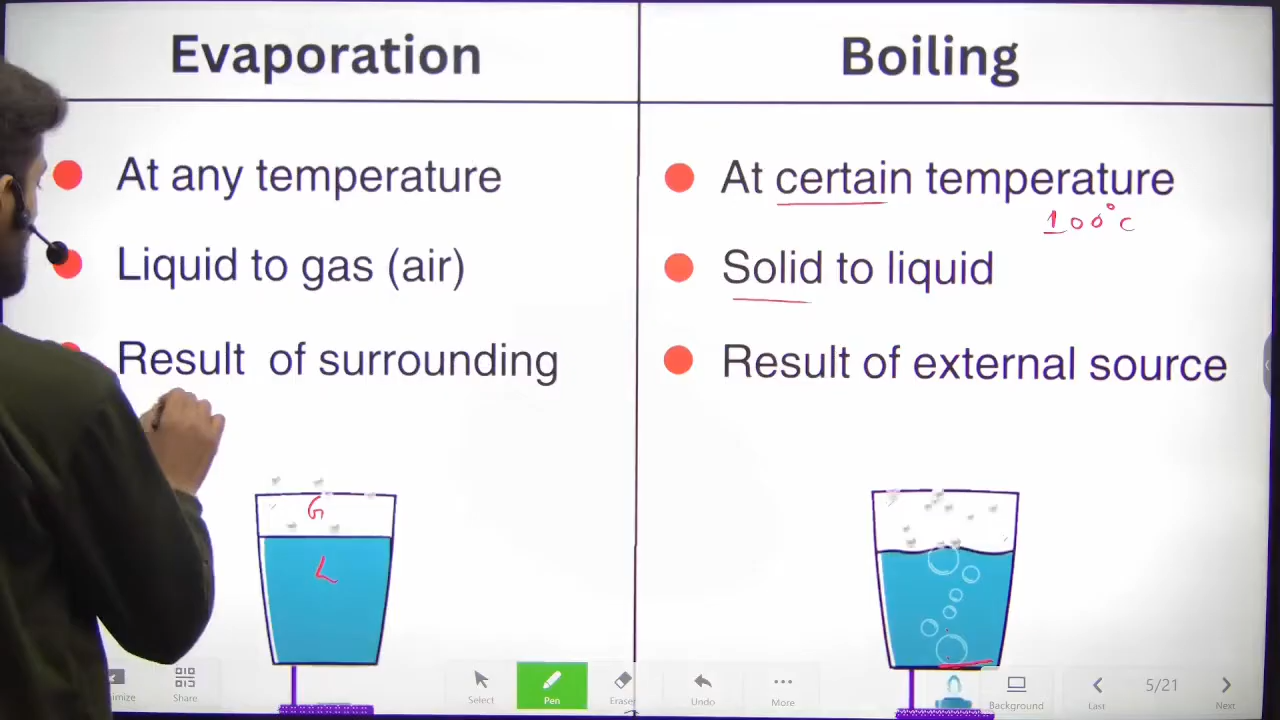 Evaporation
Boiling
At any temperature
At certain temperature
100°C
Liquid to gas (air)
Solid to liquid
Result of surrounding
Result of external source
G
L
Share
Select
Pen
Undo
More
Background
Last
5/21
Next